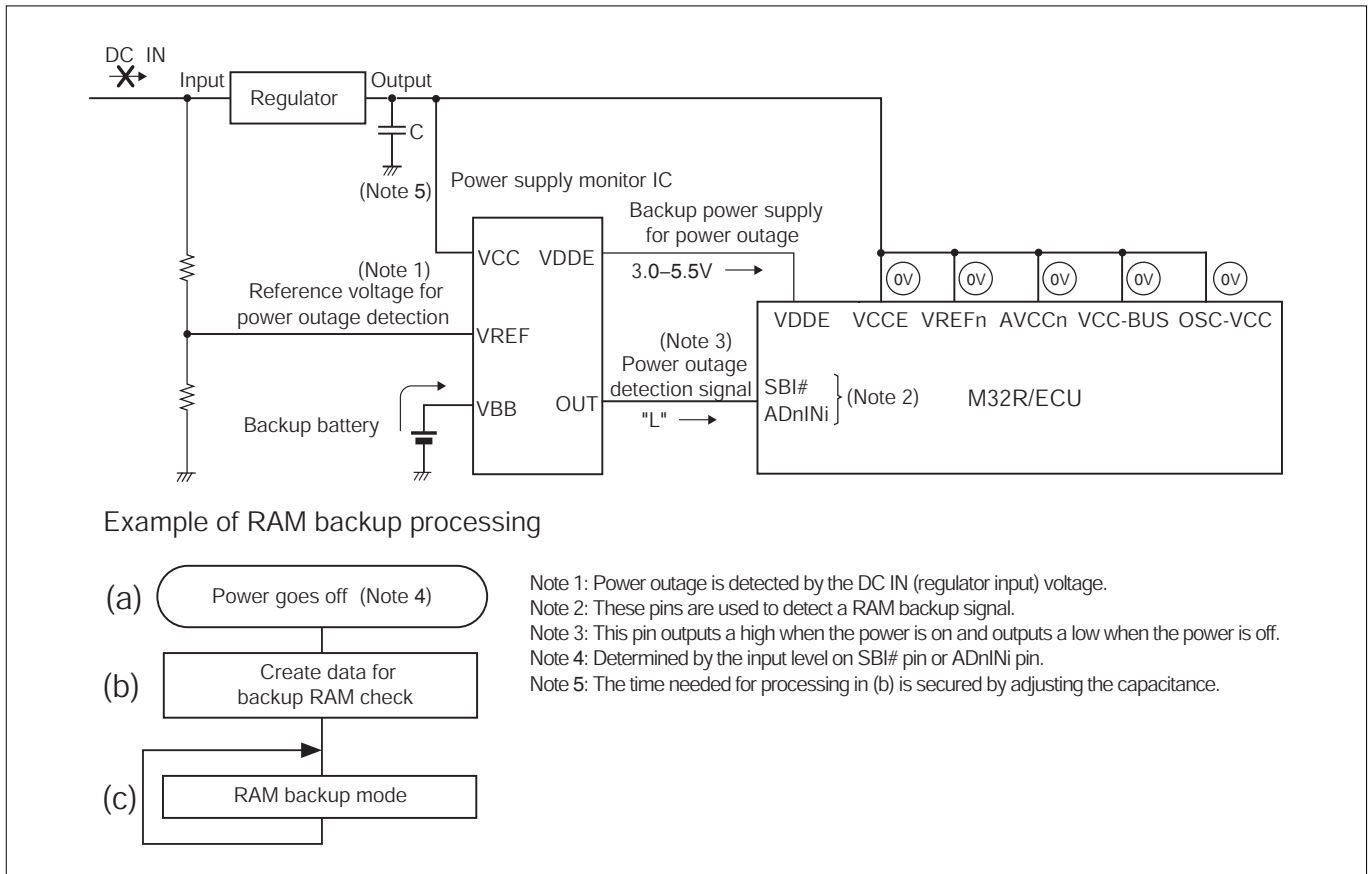 DC IN
Input
Regulator
Output
C
(Note 5)
Power supply monitor IC
Backup power supply
for power outage
3.0–5.5V
VCC
VDDE
(Note 1)
Reference voltage for
power outage detection
VREF
VBB
OUT
Backup battery
(Note 3)
Power outage
detection signal
"L"
0V
0V
0V
0V
0V
VDDE
VCCE
VREFn
AVCCn
VCC-BUS
OSC-VCC
SBI#
ADnINi
(Note 2)
M32R/ECU
Example of RAM backup processing
(a)
Power goes off (Note 4)
(b)
Create data for
backup RAM check
(c)
RAM backup mode
Note 1: Power outage is detected by the DC IN (regulator input) voltage.
Note 2: These pins are used to detect a RAM backup signal.
Note 3: This pin outputs a high when the power is on and outputs a low when the power is off.
Note 4: Determined by the input level on SBI# pin or ADnINi pin.
Note 5: The time needed for processing in (b) is secured by adjusting the capacitance.